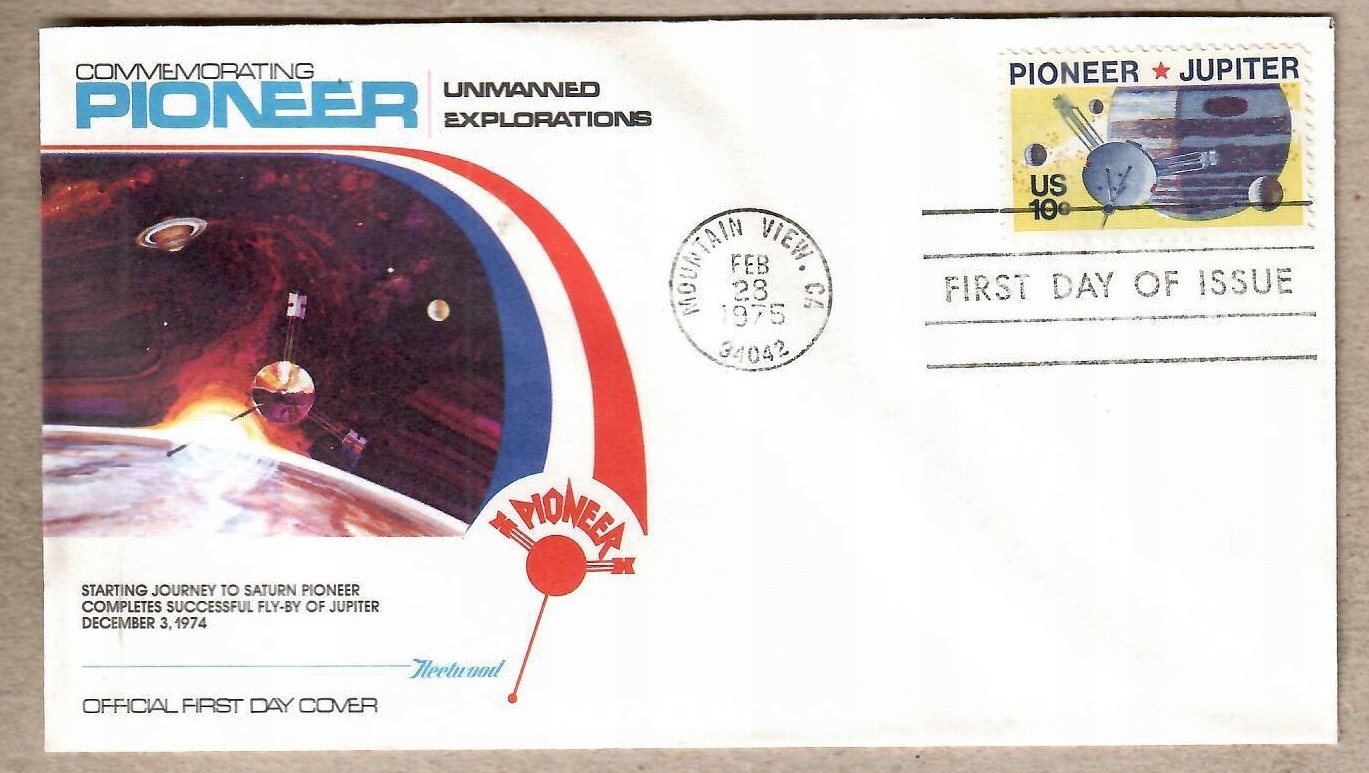 COMMEMORATING
PIONEER
UNMANNED
EXPLORATIONS
PIONEER ★ JUPITER
US
10c
MOUNTAIN VIEW, CA
FEB
28
1975
94042
FIRST DAY OF ISSUE
PIONEER
STARTING JOURNEY TO SATURN PIONEER
COMPLETES SUCCESSFUL FLY-BY OF JUPITER
DECEMBER 3, 1974
Fleetwood
OFFICIAL FIRST DAY COVER